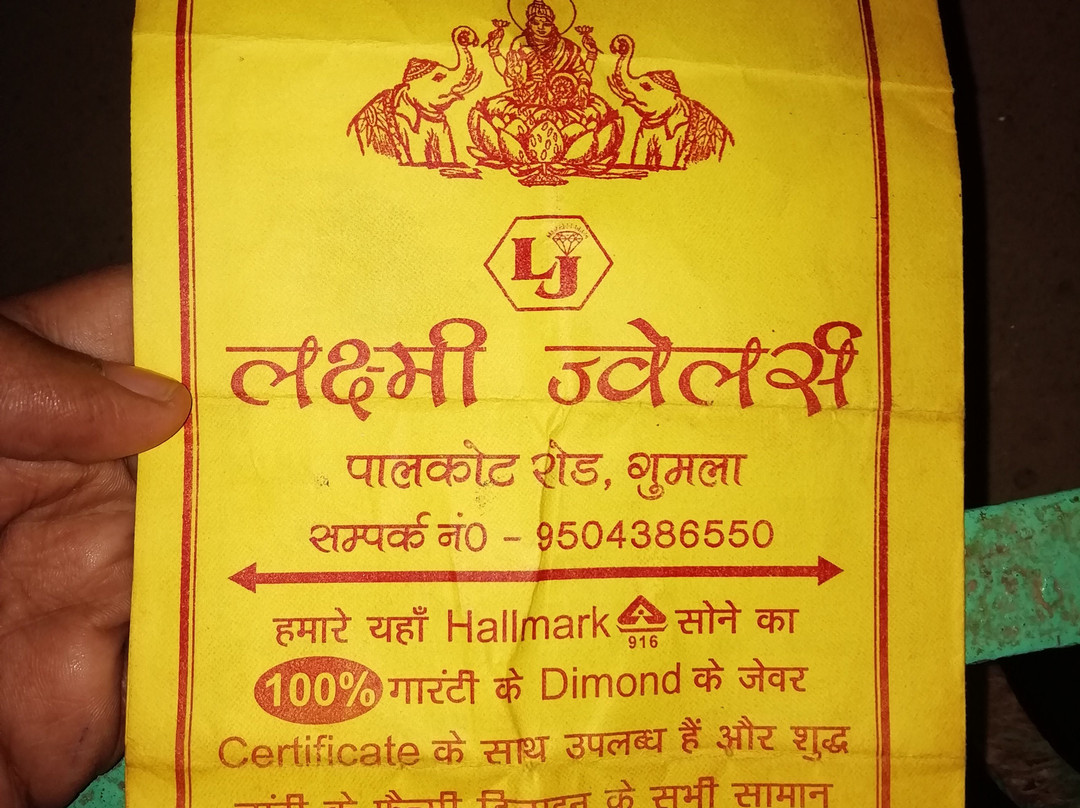 LJ
लक्ष्मी ज्वेलर्स
पालकोट रोड, गुमला
सम्पर्क नं0 - 9504386550
हमारे यहाँ Hallmark 916 सोने का
100% गारंटी के Dimond के जेवर
Certificate के साथ उपलब्ध हैं और शुद्ध
के सभी सामान